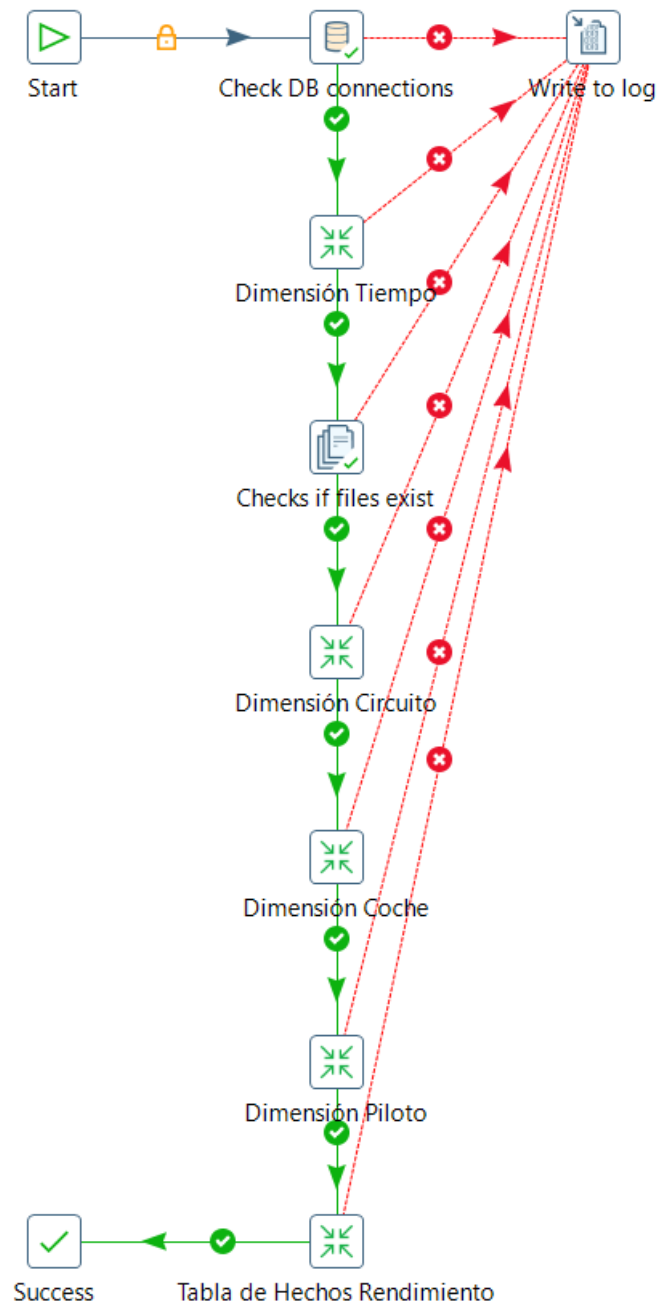 Start
Check DB connections
Write to log
Dimensión Tiempo
Checks if files exist
Dimensión Circuito
Dimensión Coche
Dimensión Piloto
Success
Tabla de Hechos Rendimiento